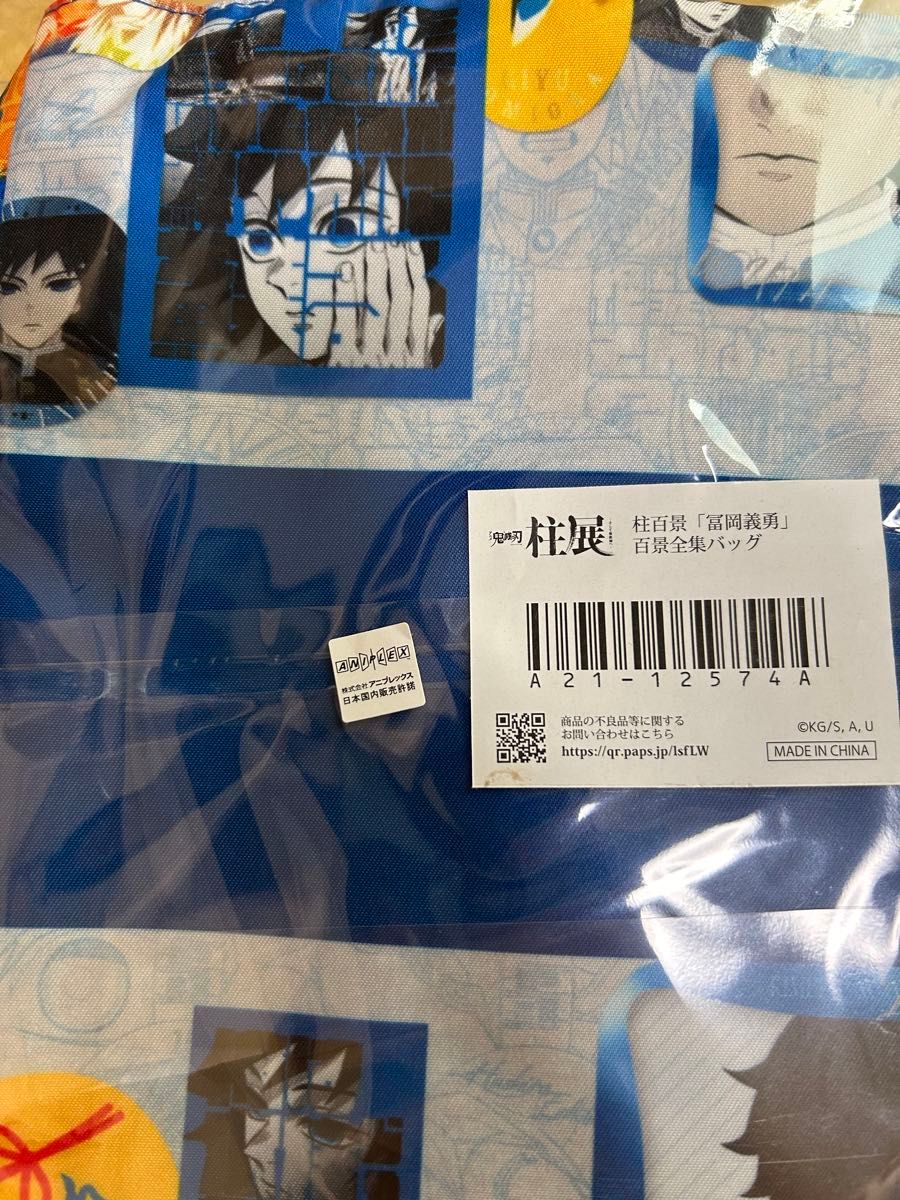 鬼滅の刃
柱展
柱百景「冨岡義勇」
百景全集バッグ
A21-12574A
商品の不良品等に関する
お問い合わせはこちら
https://qr.paps.jp/lsfLW
©KG/S, A, U
MADE IN CHINA
ANIPLEX
株式会社アニプレックス
日本国内販売許諾